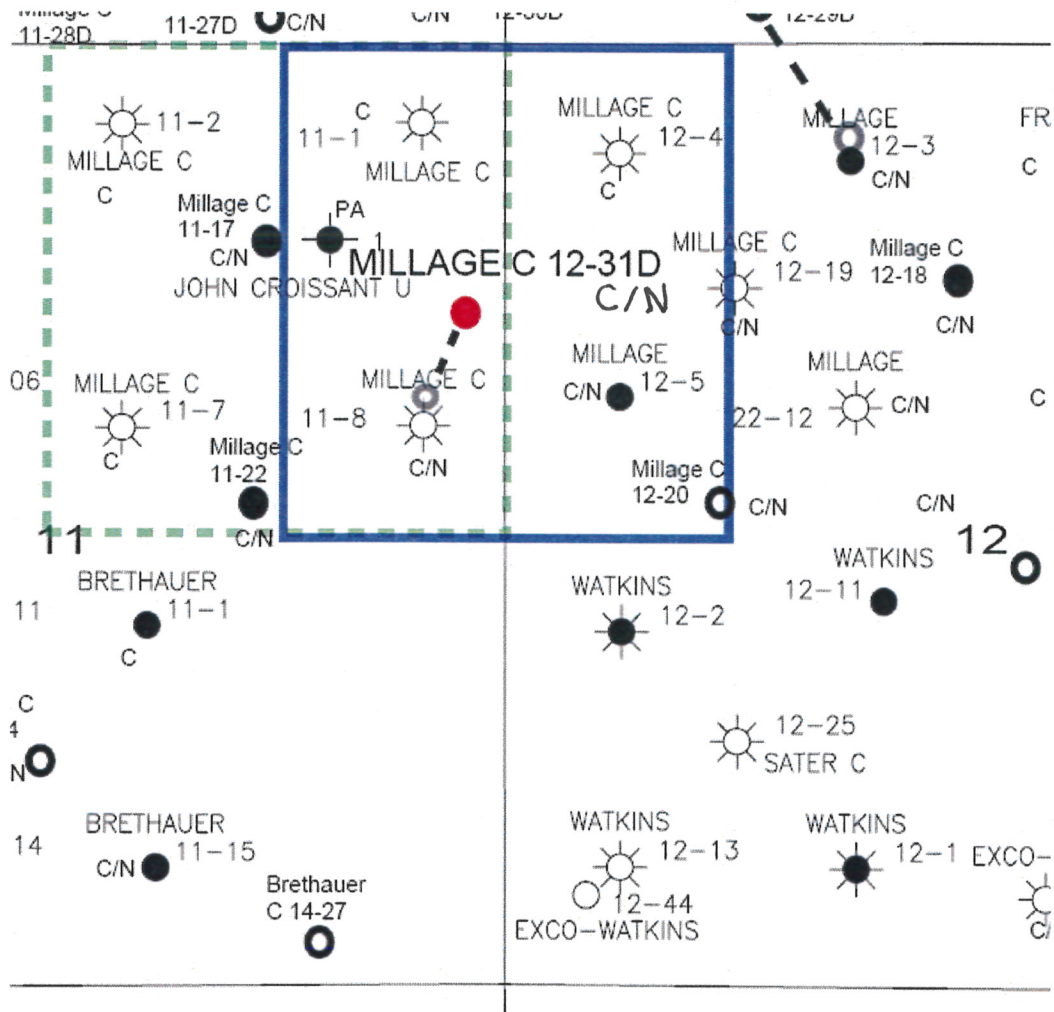 Millage C
11-28D
11-27D
C/N
C/N
12-30D
12-29D
11-2
MILLAGE C
C
C
11-1
MILLAGE C
MILLAGE C
12-4
C
MILLAGE
12-3
C/N
FR
C
Millage C
11-17
C/N
PA
1
JOHN CROISSANT U
MILLAGE C 12-31D
C/N
MILLAGE C
12-19
C/N
Millage C
12-18
C/N
06
MILLAGE C
11-7
C
MILLAGE C
11-8
C/N
MILLAGE
C/N
12-5
MILLAGE
C/N
22-12
C
Millage C
11-22
C/N
Millage C
12-20
C/N
C/N
11
12
BRETHAUER
11-1
C
11
WATKINS
12-2
WATKINS
12-11
C
4
N
12-25
SATER C
14
BRETHAUER
C/N
11-15
Brethauer
C 14-27
WATKINS
12-13
12-44
EXCO-WATKINS
WATKINS
12-1
EXCO-
C/